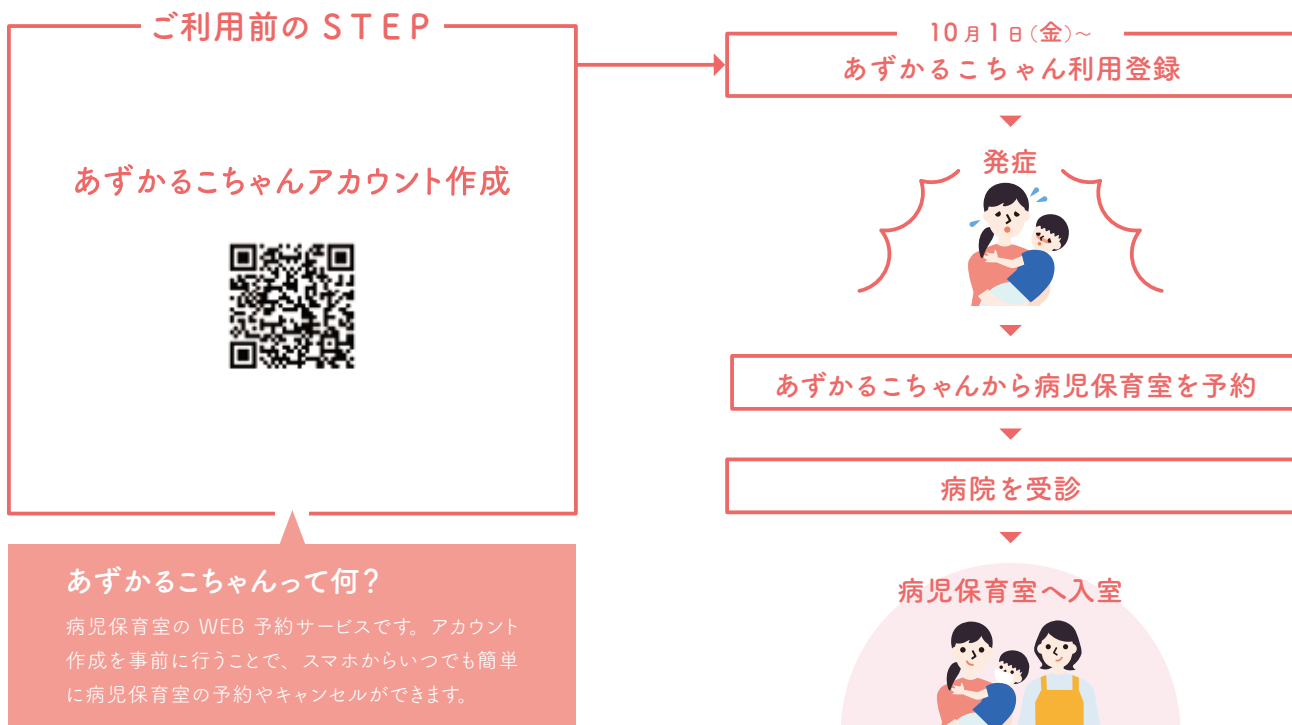 ご利用前のSTEP
あずかるこちゃんアカウント作成
あずかるこちゃんって何？
病児保育室の WEB 予約サービスです。アカウント
作成を事前に行うことで、スマホからいつでも簡単
に病児保育室の予約やキャンセルができます。
10月1日(金)～
あずかるこちゃん利用登録
発症
あずかるこちゃんから病児保育室を予約
病院を受診
病児保育室へ入室